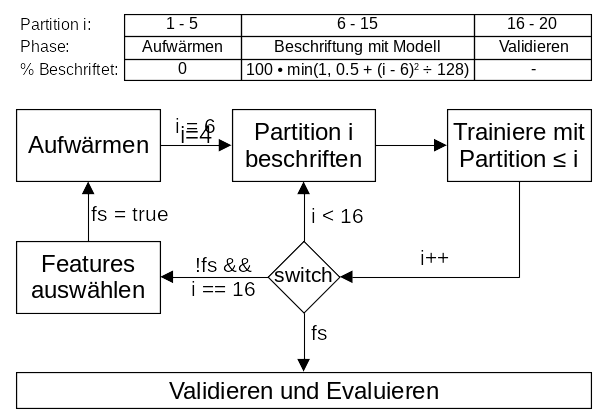 Partition i: 1 - 5 6 - 15 16 - 20
Phase: Aufwärmen Beschriftung mit Modell Validieren
% Beschriftet: 0 100 • min(1, 0.5 + (i - 6)² ÷ 128) -
i = 6
i=4
Aufwärmen
Partition i
beschriften
Trainiere mit
Partition ≤ i
fs = true
i < 16
Features
auswählen
!fs &&
i == 16
switch
i++
fs
Validieren und Evaluieren